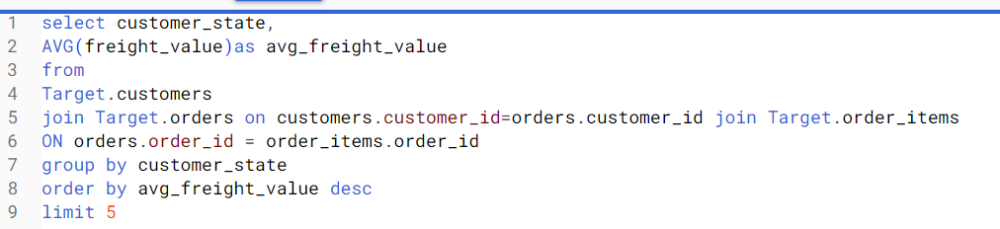 1 select customer_state,
2 AVG(freight_value)as avg_freight_value
3 from
4 Target.customers
5 join Target.orders on customers.customer_id=orders.customer_id join Target.order_items
6 ON orders.order_id = order_items.order_id
7 group by customer_state
8 order by avg_freight_value desc
9 limit 5